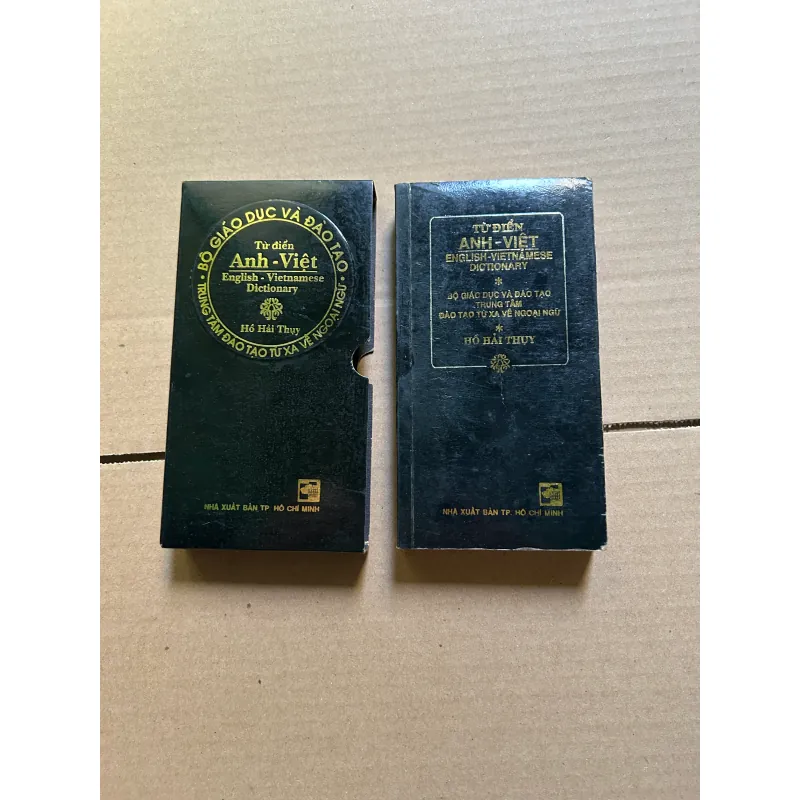 BỘ GIÁO DỤC VÀ ĐÀO TẠO
Từ điển
Anh -Việt
English - Vietnamese
Dictionary
Hồ Hải Thụy
TRUNG TÂM ĐÀO TẠO TỪ XA VỀ NGOẠI NGỮ
NHÀ XUẤT BẢN TP. HỒ CHÍ MINH
TỪ ĐIỂN
ANH -VIỆT
ENGLISH-VIETNAMESE
DICTIONARY
BỘ GIÁO DỤC VÀ ĐÀO TẠO
TRUNG TÂM
ĐÀO TẠO TỪ XA VỀ NGOẠI NGỮ
HỒ HẢI THỤY
NHÀ XUẤT BẢN TP. HỒ CHÍ MINH